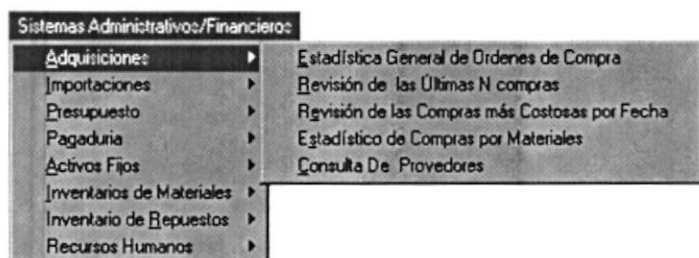 Sistemas Administrativos/Financieros
Adquisiciones
Importaciones
Presupuesto
Pagaduria
Activos Fijos
Inventarios de Materiales
Inventario de Repuestos
Recursos Humanos
Estadística General de Ordenes de Compra
Revisión de las Últimas N compras
Revisión de las Compras más Costosas por Fecha
Estadístico de Compras por Materiales
Consulta De Provedores